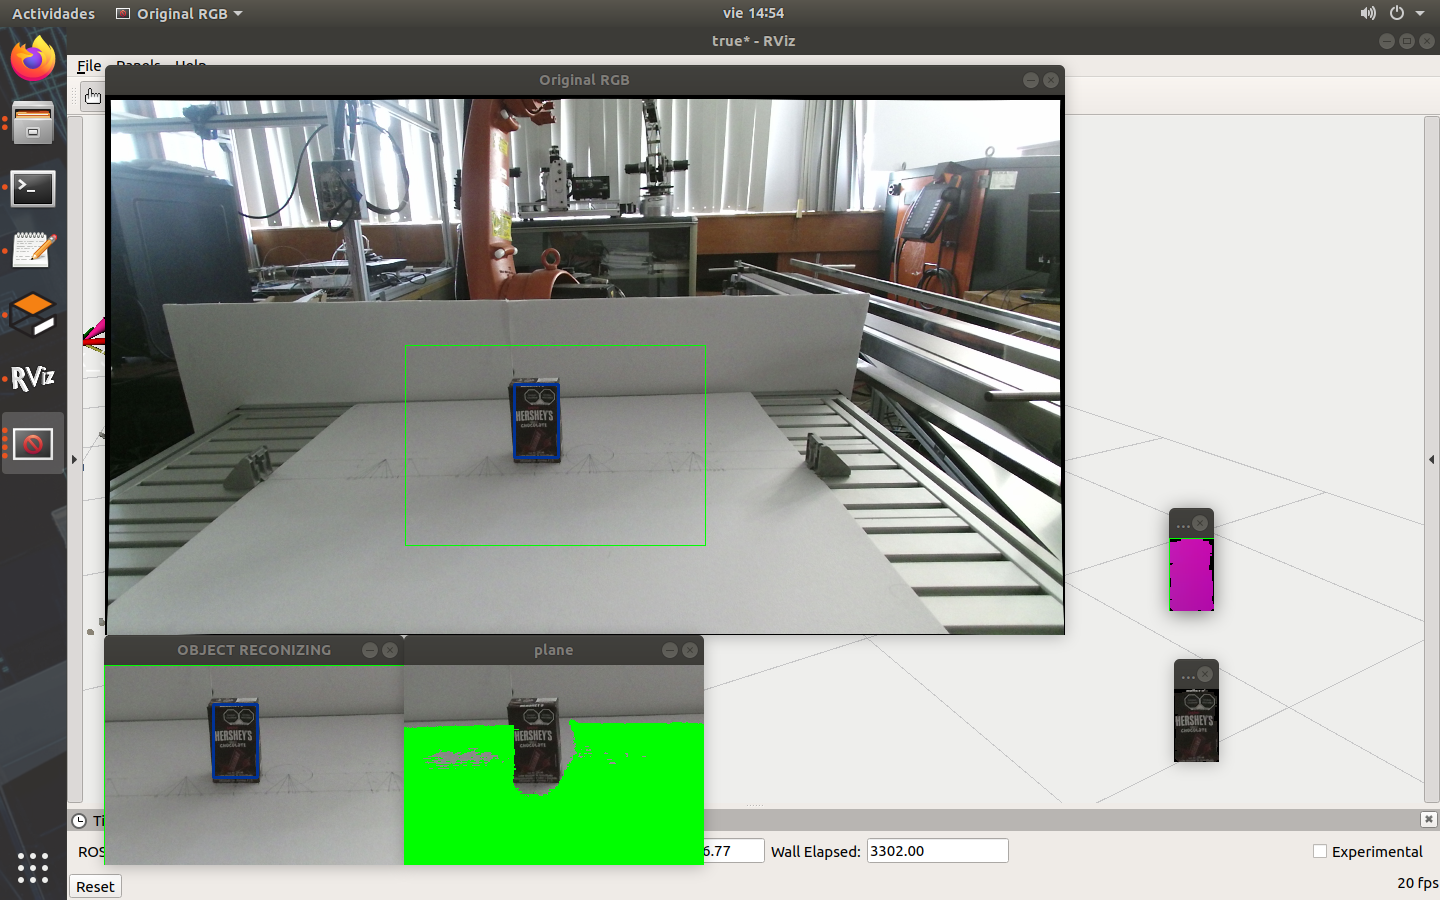 Actividades
Original RGB
vie 14:54
true* - RViz
File
Panels
Help
Original RGB
HERSHEY'S
CHOCOLATE
OBJECT RECONIZING
plane
HERSHEY'S
CHOCOLATE
HERSHEY'S
CHOCOLATE
...
...
HERSHEY'S
CHOCOLATE
RViz
Ti
ROS
6.77
Wall Elapsed:
3302.00
Experimental
Reset
20 fps